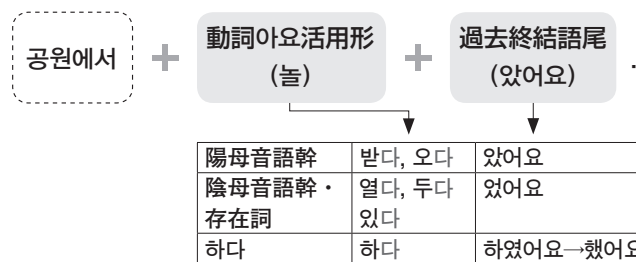 공원에서 + 動詞아요活用形 + 過去終結語尾 .
(놀) (았어요)
陽母音語幹 받다, 오다 았어요
陰母音語幹・ 열다, 두다 었어요
存在詞 있다
하다 하다 하였어요→했어요